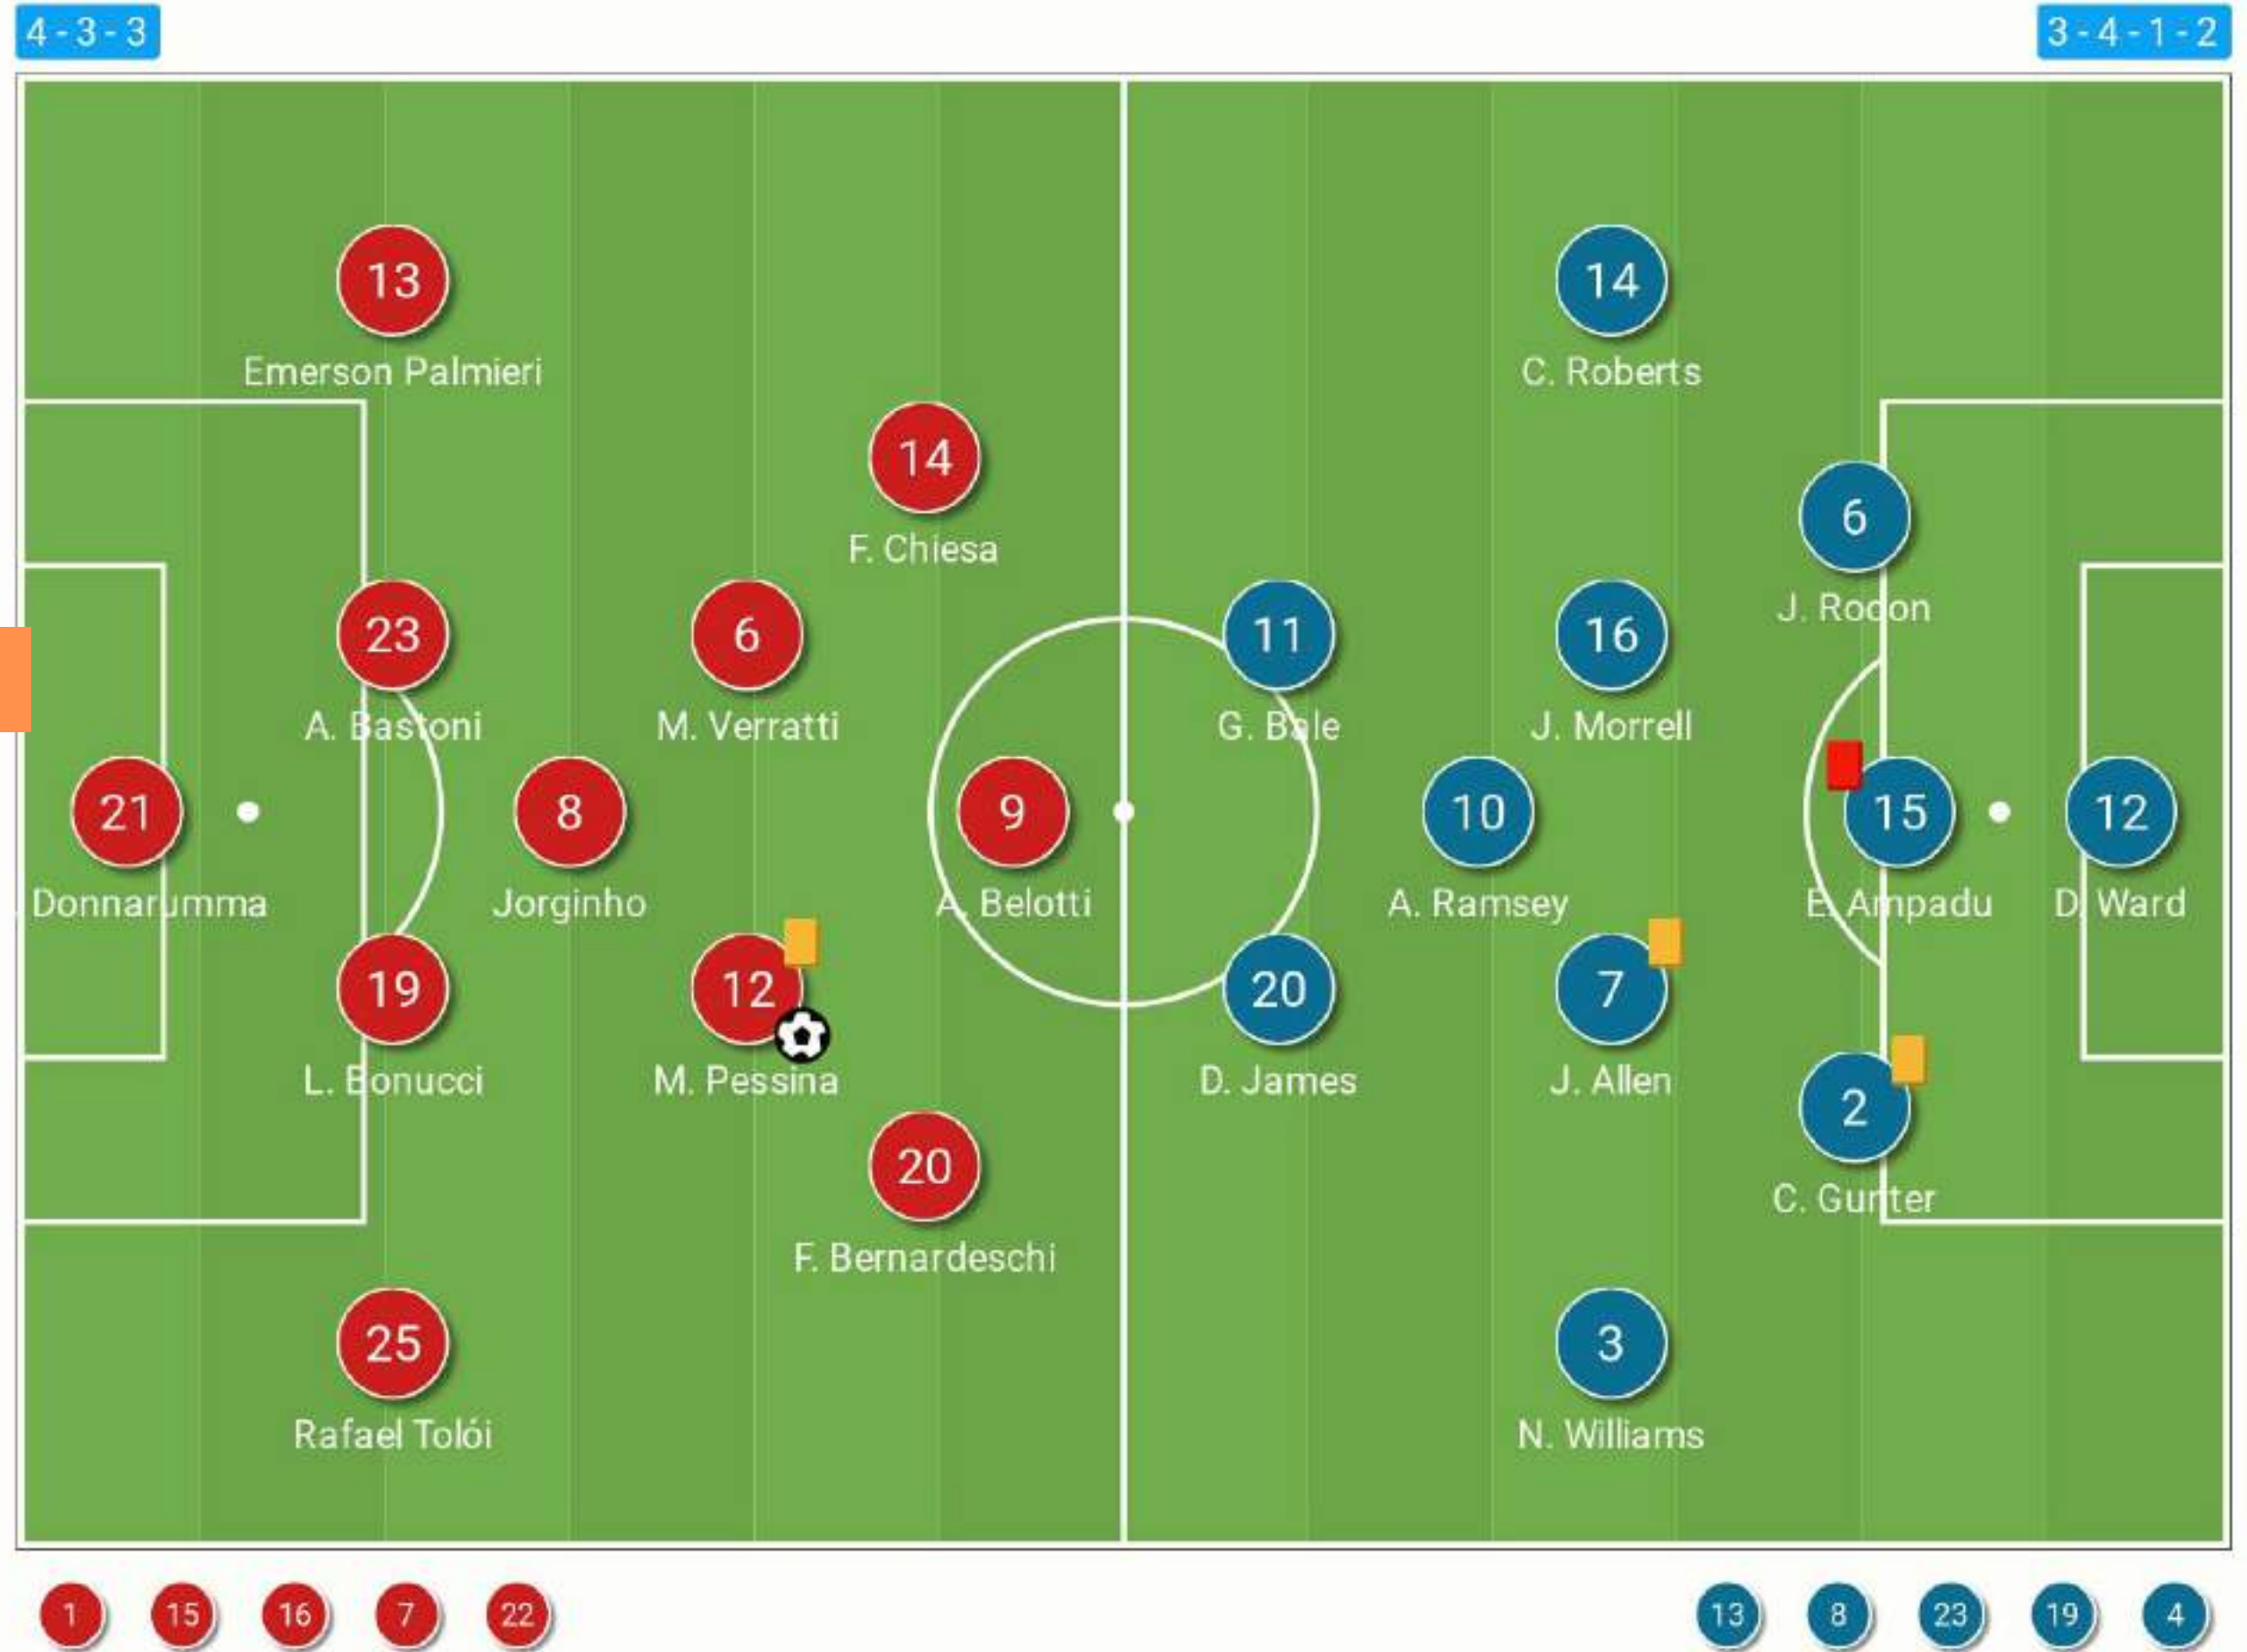 4 - 3 - 3
3 - 4 - 1 - 2
13
Emerson Palmieri
14
C. Roberts
14
F. Chiesa
6
J. Rodon
23
A. Bastoni
6
M. Verratti
11
G. Bale
16
J. Morrell
21
Donnarumma
8
Jorginho
9
A. Belotti
10
A. Ramsey
15
E. Ampadu
12
D. Ward
19
L. Bonucci
12
M. Pessina
20
D. James
7
J. Allen
2
C. Gunter
20
F. Bernardeschi
25
Rafael Tolói
3
N. Williams
1 15 16 7 22
13 8 23 19 4